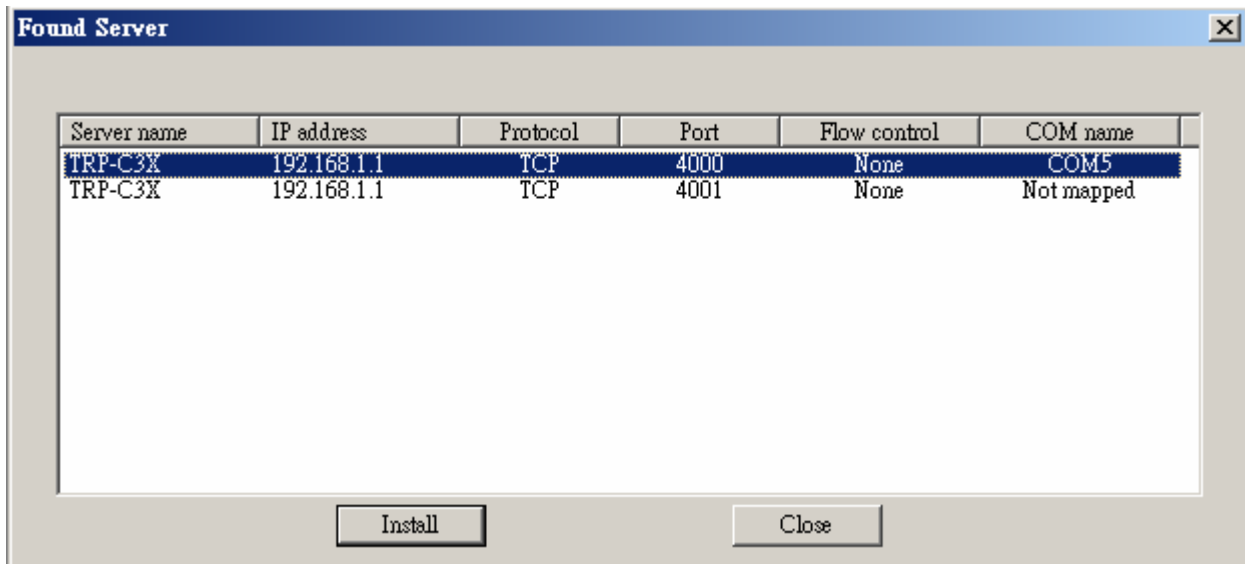 Found Server
Server name IP address Protocol Port Flow control COM name
TRP-C3X 192.168.1.1 TCP 4000 None COM5
TRP-C3X 192.168.1.1 TCP 4001 None Not mapped
Install Close